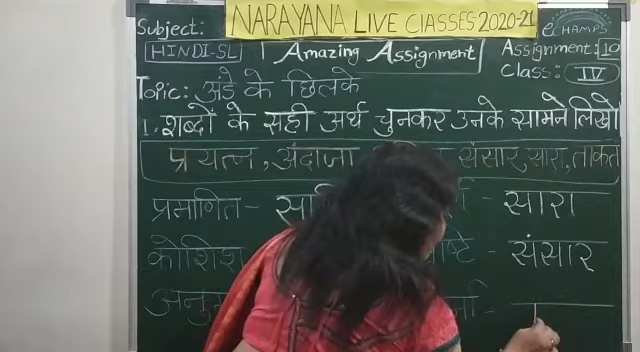 NARAYANA LIVE CLASSES 2020-21
Subject: eCHAMPS
HINDI-SL Amazing Assignment Assignment: 10
Class: IV
Topic: अंडे के छिलके
1. शब्दों के सही अर्थ चुनकर उनके सामने लिखो
प्रयत्न, अंदाजा संसार, सारा, ताकत
प्रमाणित - - सारा
कोशिश - संसार
-